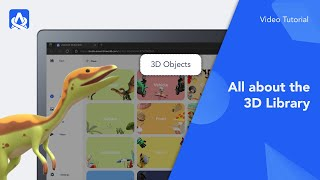 Video Tutorial
3D Objects
All about the
3D Library